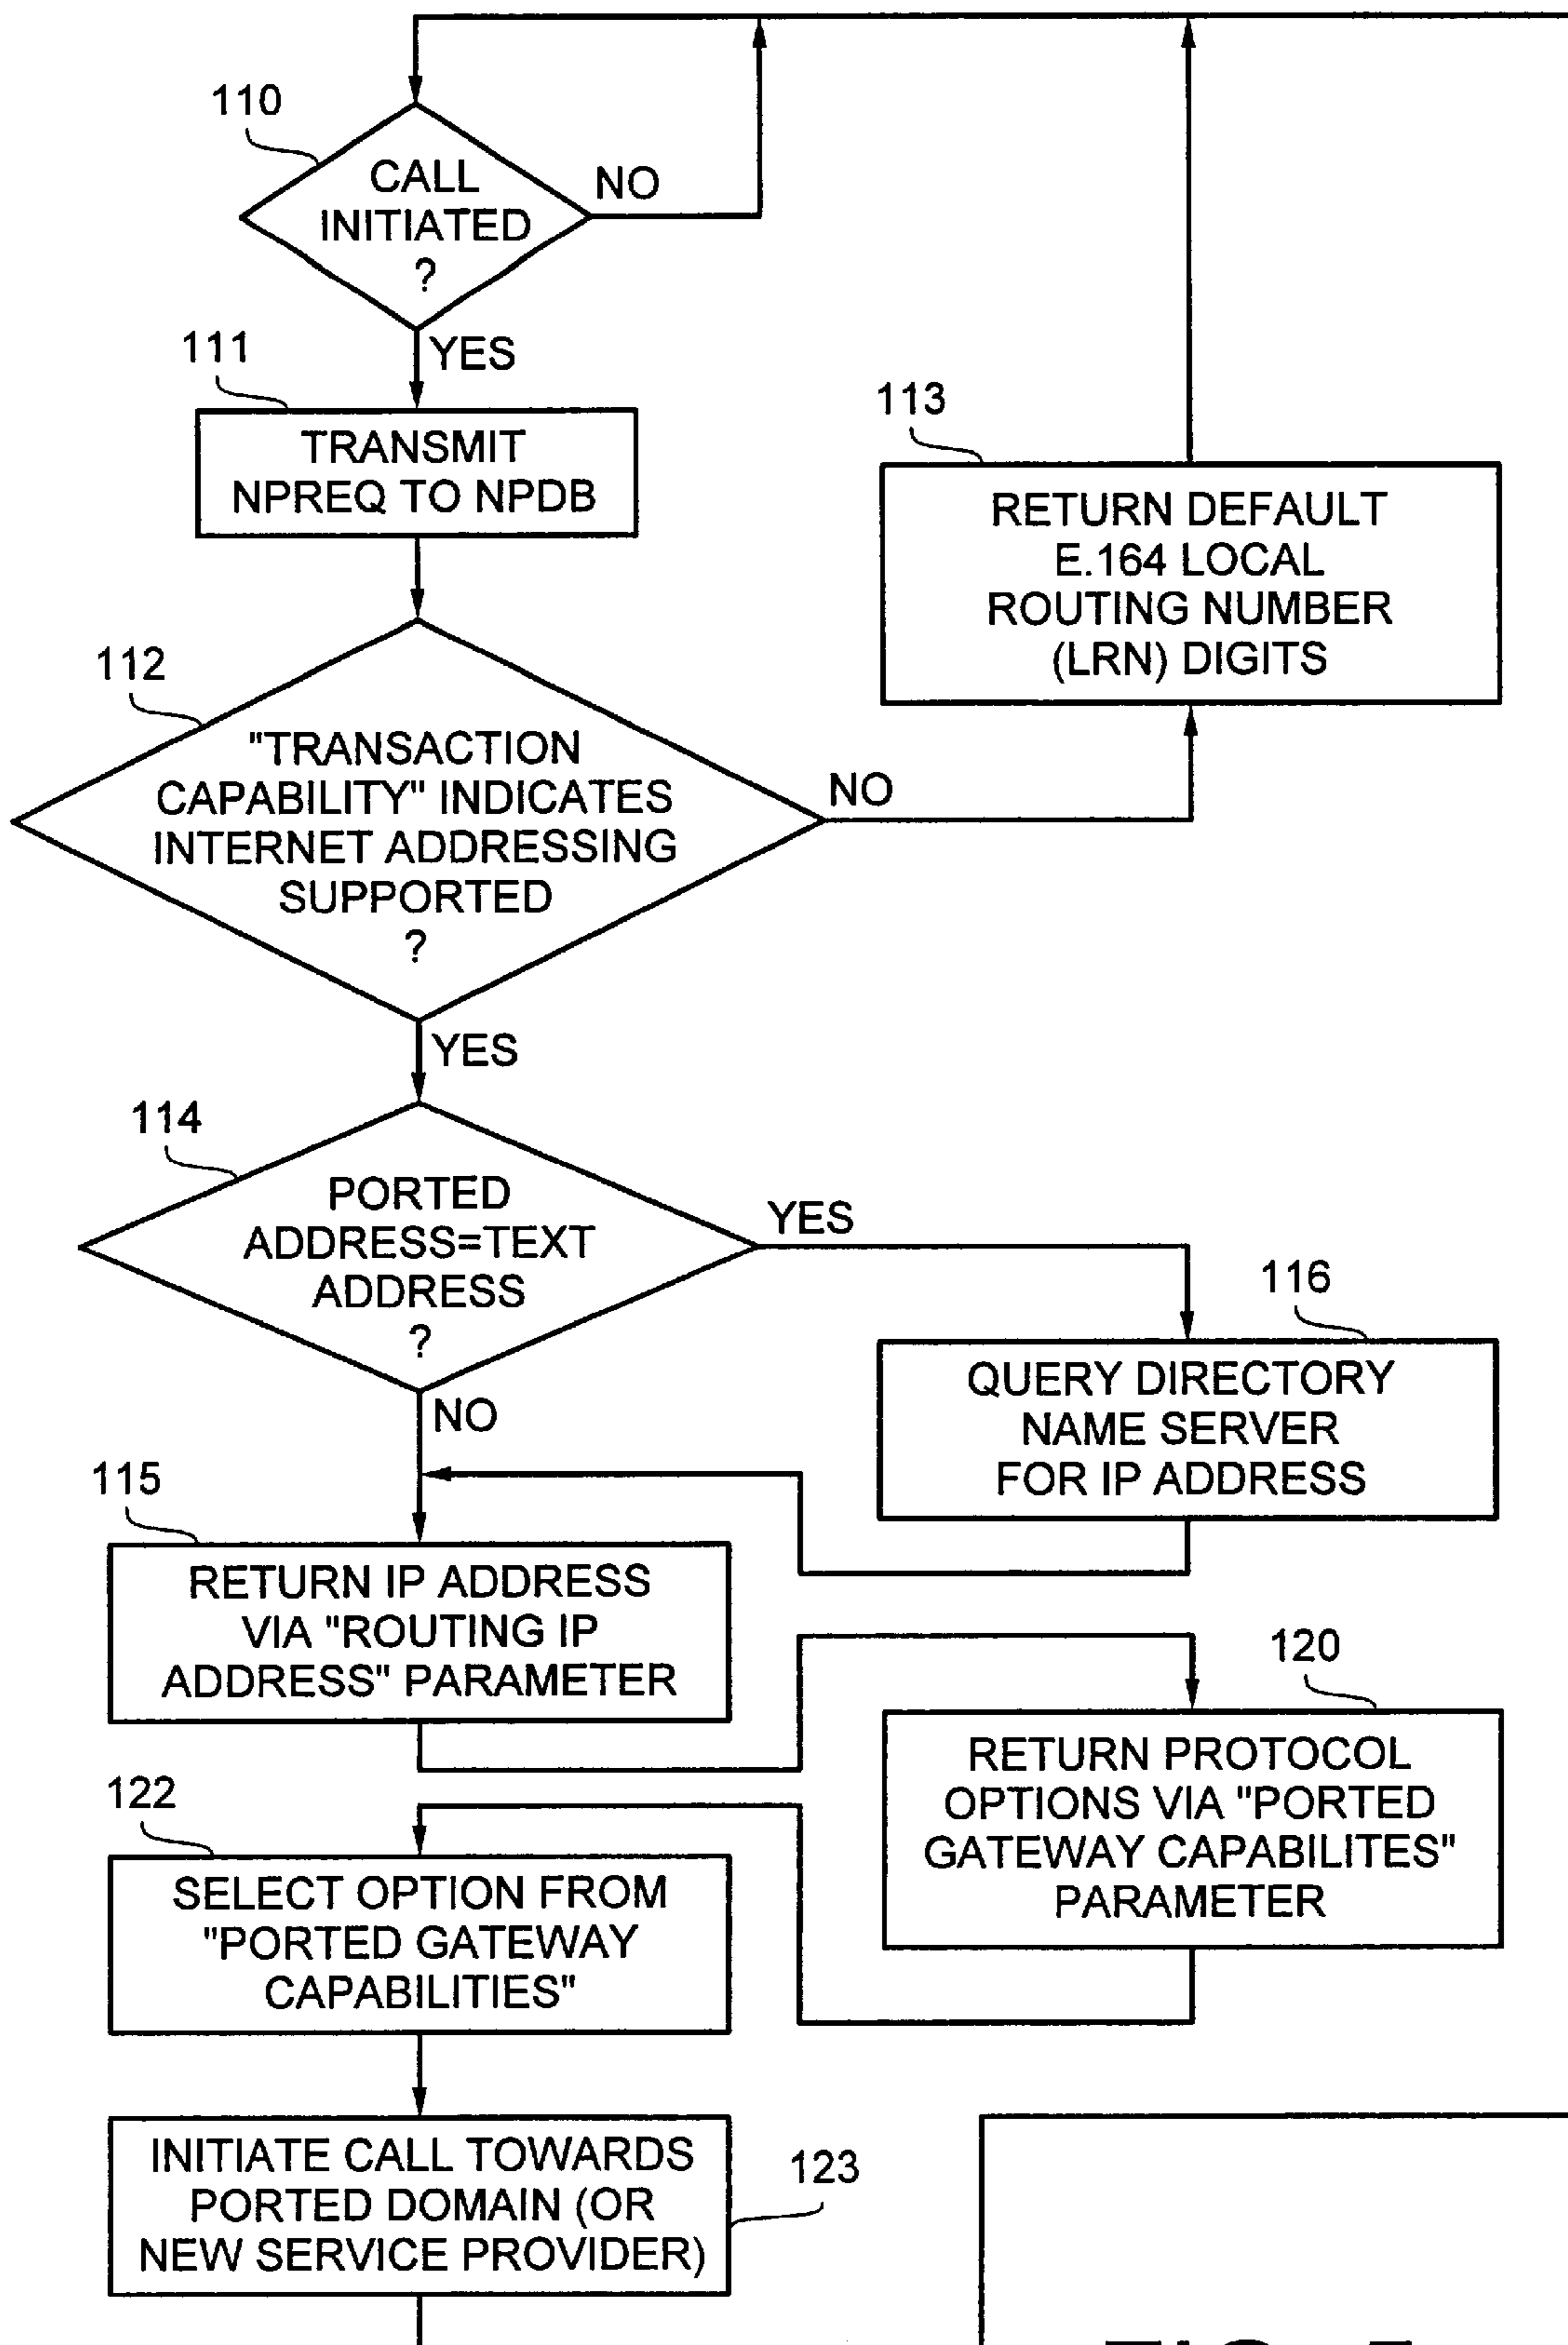 110
CALL
INITIATED
?
NO
YES
111
TRANSMIT
NPREQ TO NPDB
113
RETURN DEFAULT
E.164 LOCAL
ROUTING NUMBER
(LRN) DIGITS
112
"TRANSACTION
CAPABILITY" INDICATES
INTERNET ADDRESSING
SUPPORTED
?
NO
YES
114
PORTED
ADDRESS=TEXT
ADDRESS
?
YES
NO
116
QUERY DIRECTORY
NAME SERVER
FOR IP ADDRESS
115
RETURN IP ADDRESS
VIA "ROUTING IP
ADDRESS" PARAMETER
120
RETURN PROTOCOL
OPTIONS VIA "PORTED
GATEWAY CAPABILITES"
PARAMETER
122
SELECT OPTION FROM
"PORTED GATEWAY
CAPABILITIES"
INITIATE CALL TOWARDS
PORTED DOMAIN (OR
NEW SERVICE PROVIDER)
123